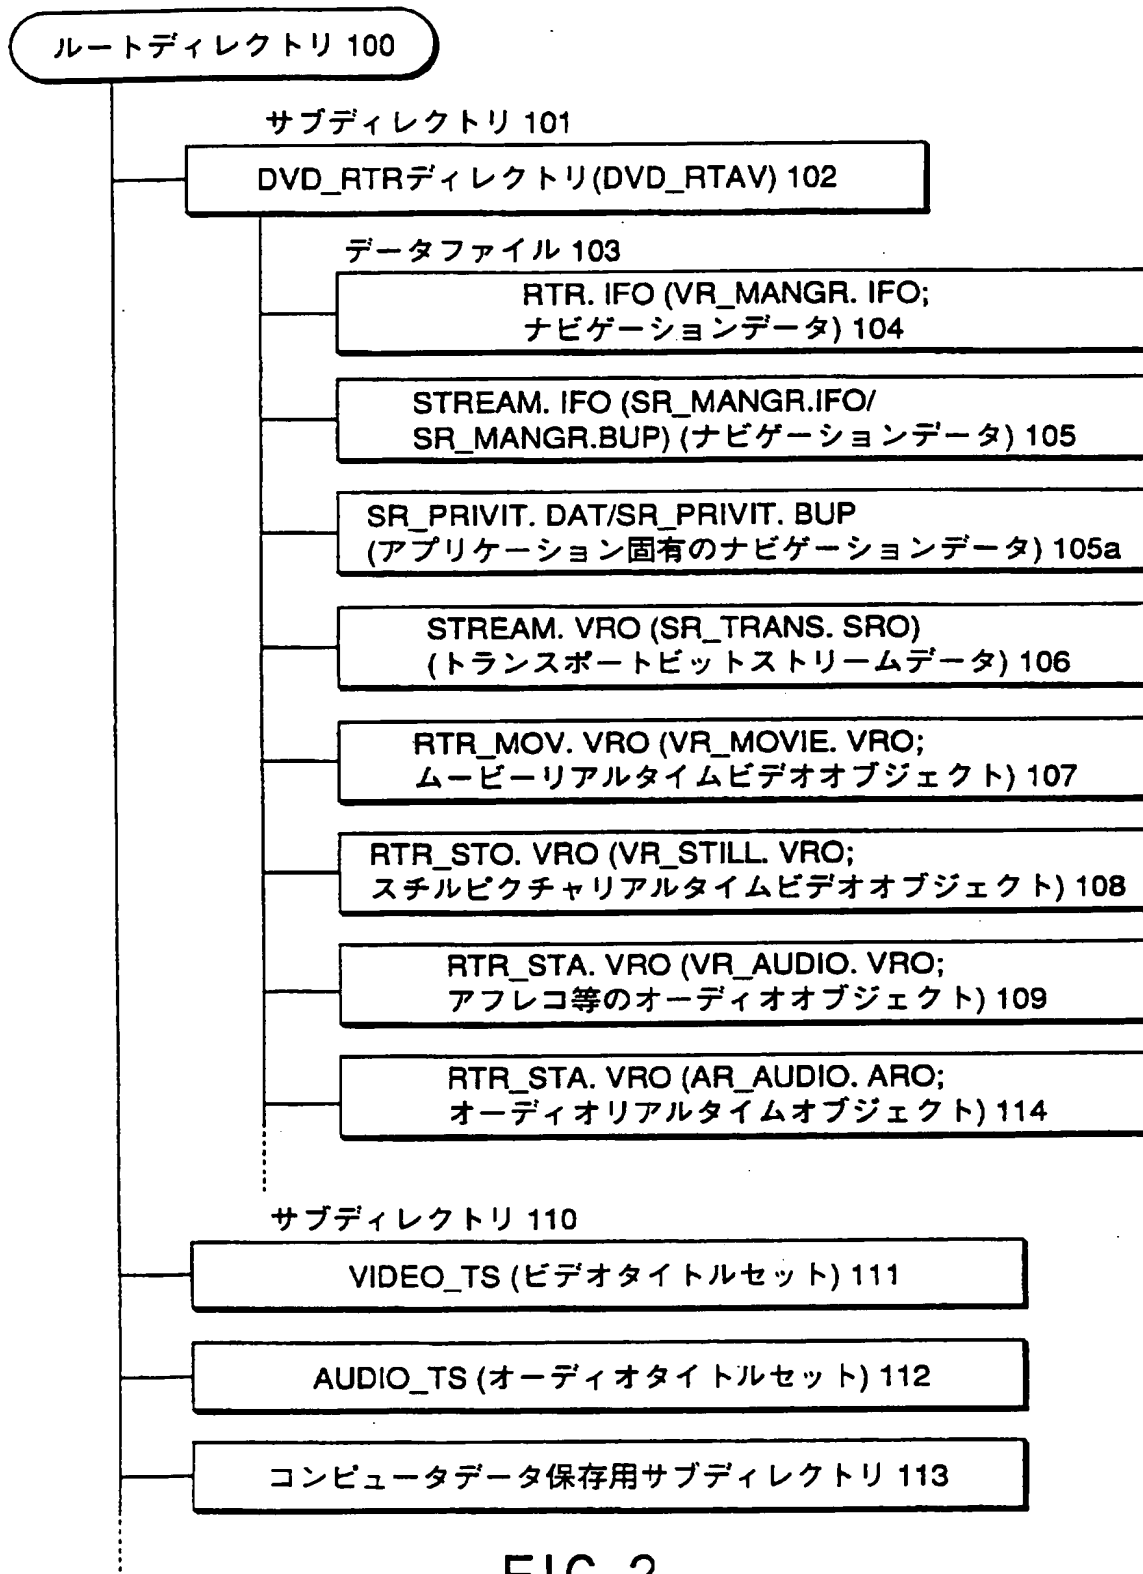 ルートディレクトリ 100
サブディレクトリ 101
DVD_RTRディレクトリ(DVD_RTAV) 102
データファイル 103
RTR. IFO (VR_MANGR. IFO;
ナビゲーションデータ) 104
STREAM. IFO (SR_MANGR.IFO/
SR_MANGR.BUP) (ナビゲーションデータ) 105
SR_PRIVIT. DAT/SR_PRIVIT. BUP
(アプリケーション固有のナビゲーションデータ) 105a
STREAM. VRO (SR_TRANS. SRO)
(トランスポートビットストリームデータ) 106
RTR_MOV. VRO (VR_MOVIE. VRO;
ムービーリアルタイムビデオオブジェクト) 107
RTR_STO. VRO (VR_STILL. VRO;
スチルピクチャリアルタイムビデオオブジェクト) 108
RTR_STA. VRO (VR_AUDIO. VRO;
アフレコ等のオーディオオブジェクト) 109
RTR_STA. VRO (AR_AUDIO. ARO;
オーディオリアルタイムオブジェクト) 114
サブディレクトリ 110
VIDEO_TS (ビデオタイトルセット) 111
AUDIO_TS (オーディオタイトルセット) 112
コンピュータデータ保存用サブディレクトリ 113
FIG. 2